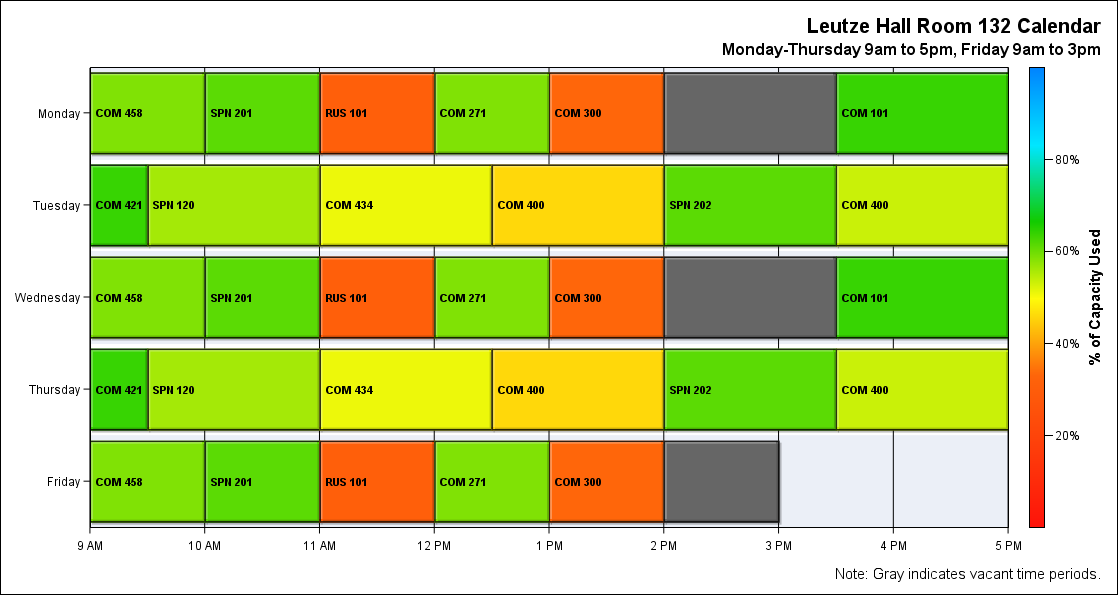 Leutze Hall Room 132 Calendar
Monday-Thursday 9am to 5pm, Friday 9am to 3pm
Monday
COM 458
SPN 201
RUS 101
COM 271
COM 300
COM 101
Tuesday
COM 421
SPN 120
COM 434
COM 400
SPN 202
COM 400
Wednesday
COM 458
SPN 201
RUS 101
COM 271
COM 300
COM 101
Thursday
COM 421
SPN 120
COM 434
COM 400
SPN 202
COM 400
Friday
COM 458
SPN 201
RUS 101
COM 271
COM 300
9 AM
10 AM
11 AM
12 PM
1 PM
2 PM
3 PM
4 PM
5 PM
80%
60%
40%
20%
% of Capacity Used
Note: Gray indicates vacant time periods.